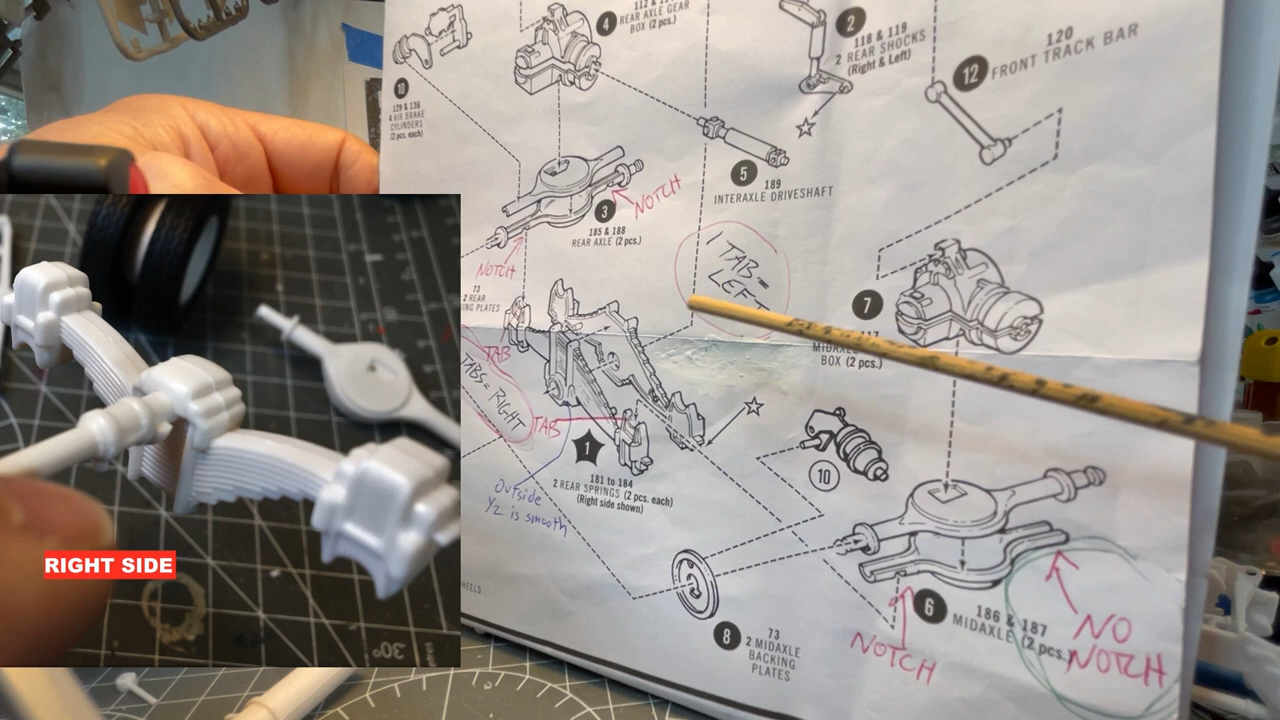 4
REAR AXLE GEAR
BOX (2 pcs.)
2
118 & 119
2 REAR SHOCKS
(Right & Left)
120
12 FRONT TRACK BAR
10
129 & 136
4 AIR BRAKE
CYLINDERS
(2 pcs. each)
5
189
INTERAXLE DRIVESHAFT
NOTCH
3
185 & 188
REAR AXLE (2 pcs.)
NOTCH
1 TAB =
LEFT
7
73
2 REAR
PLATES
MIDAXLE
BOX (2 pcs.)
TAB
TABS = RIGHT
TAB
1
181 to 184
2 REAR SPRINGS (2 pcs. each)
(Right side shown)
10
Outside
1/2 is smooth
RIGHT SIDE
6
186 & 187
MIDAXLE (2 pcs.)
NO
NOTCH
NOTCH
8
73
2 MIDAXLE
BACKING
PLATES
30°